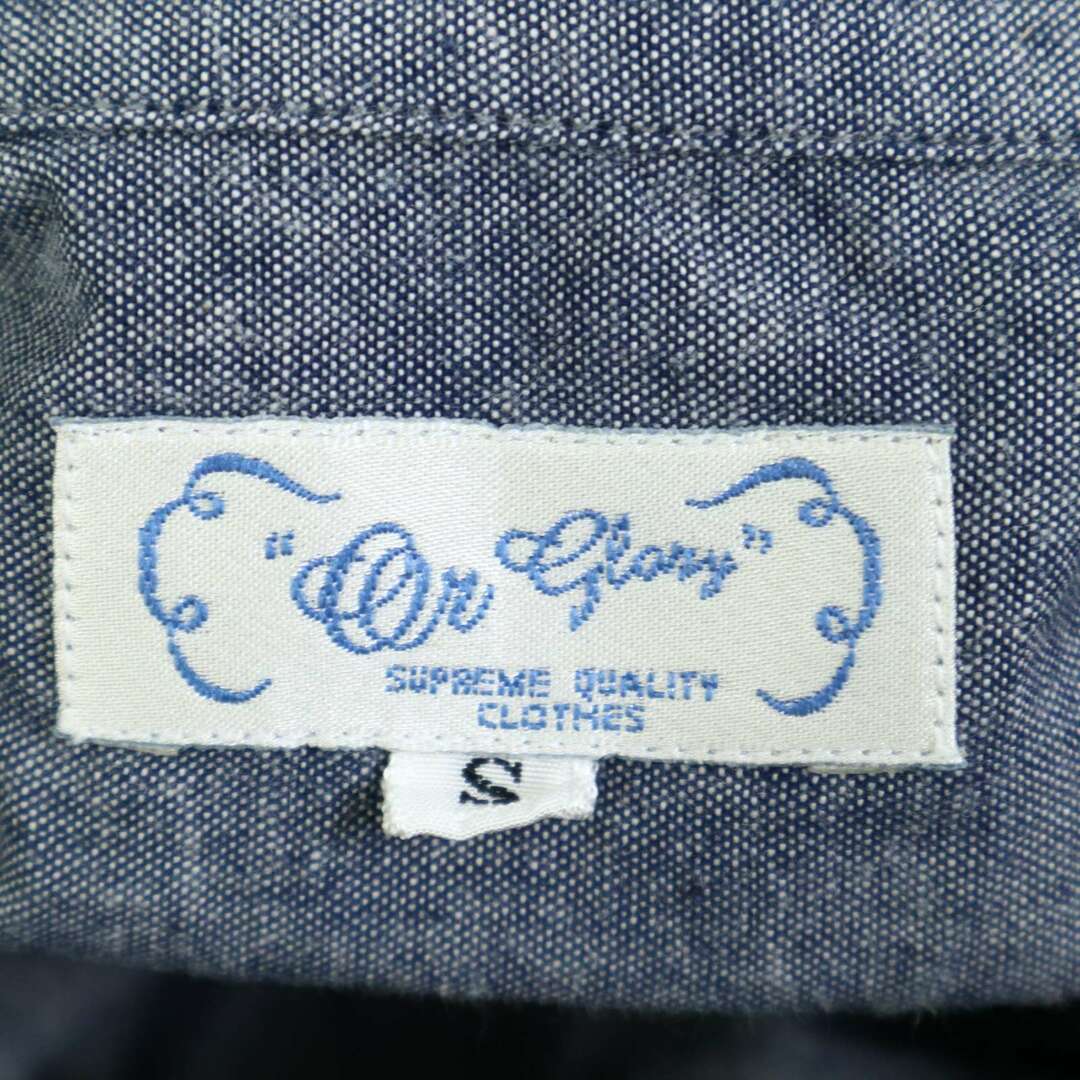 "Or Glory"
SUPREME QUALITY
CLOTHES
S